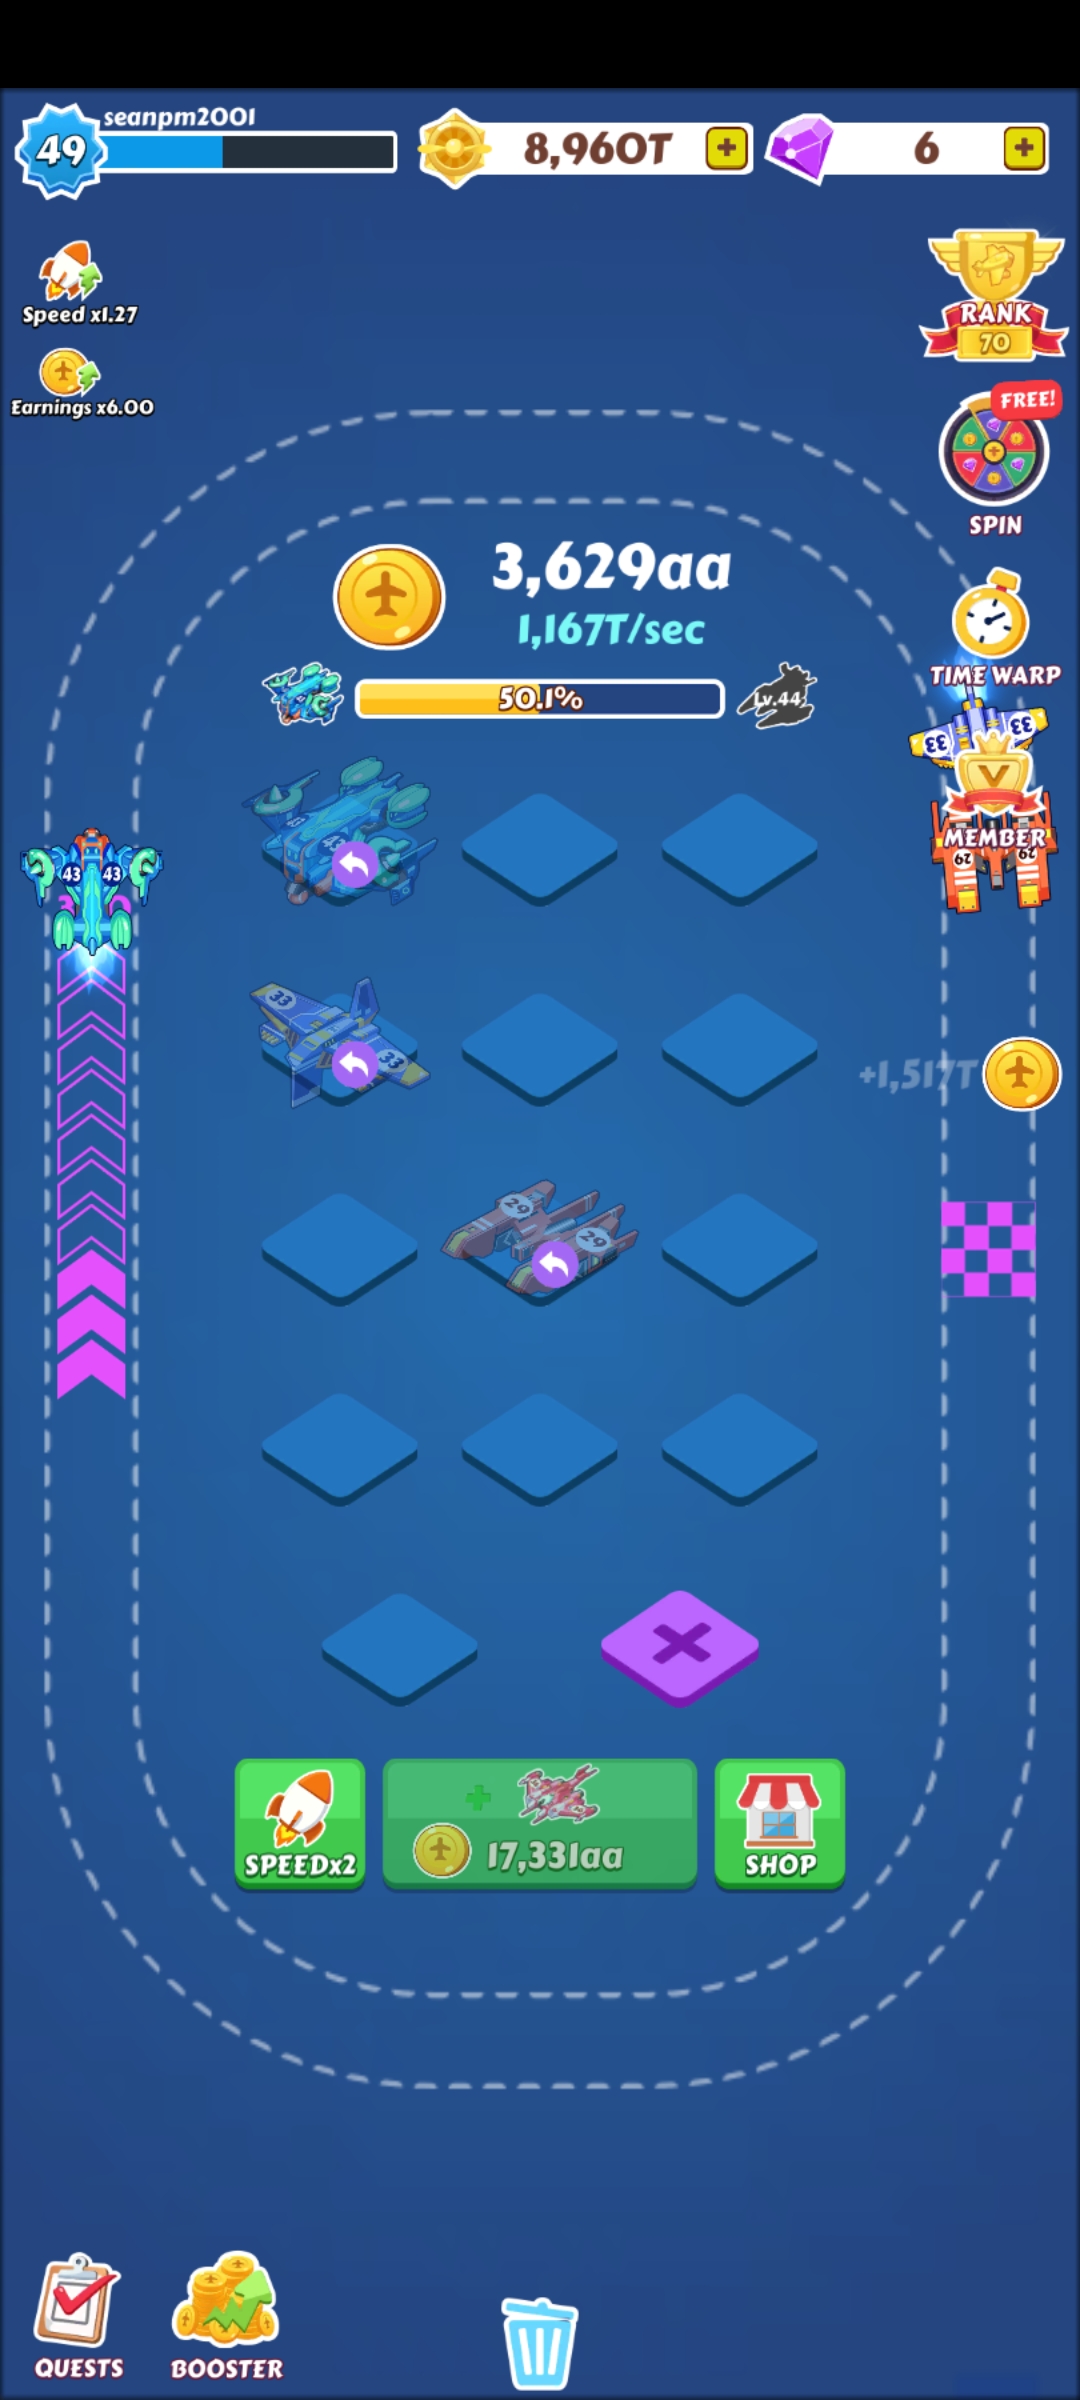 seanpm2001
49
8,960T
6
Speed x1.27
Earnings x6.00
RANK
70
FREE!
SPIN
3,629aa
1,167T/sec
50.1%
Lv.44
TIME WARP
33 33
MEMBER
29 29
43 43
33 33
+1,517T
29 29
17,331aa
SPEEDx2
SHOP
QUESTS
BOOSTER